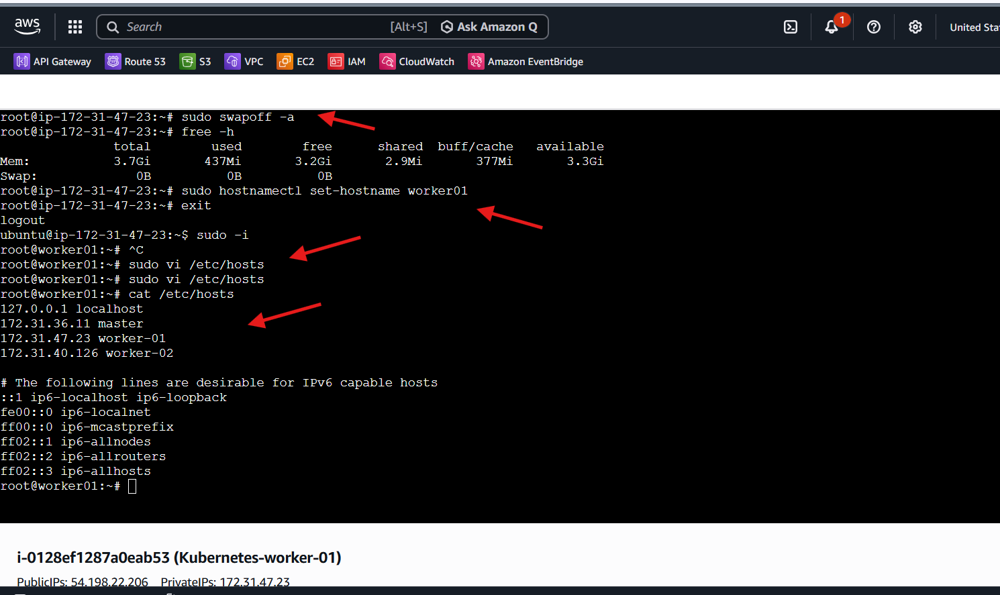 aws
Search [Alt+S] Ask Amazon Q 1 United Sta
API Gateway Route 53 S3 VPC EC2 IAM CloudWatch Amazon EventBridge
root@ip-172-31-47-23:~# sudo swapoff -a
root@ip-172-31-47-23:~# free -h
total used free shared buff/cache available
Mem: 3.7Gi 437Mi 3.2Gi 2.9Mi 377Mi 3.3Gi
Swap: 0B 0B 0B
root@ip-172-31-47-23:~# sudo hostnamectl set-hostname worker01
root@ip-172-31-47-23:~# exit
logout
ubuntu@ip-172-31-47-23:~$ sudo -i
root@worker01:~# ^C
root@worker01:~# sudo vi /etc/hosts
root@worker01:~# sudo vi /etc/hosts
root@worker01:~# cat /etc/hosts
127.0.0.1 localhost
172.31.36.11 master
172.31.47.23 worker-01
172.31.40.126 worker-02
# The following lines are desirable for IPv6 capable hosts
::1 ip6-localhost ip6-loopback
fe00::0 ip6-localnet
ff00::0 ip6-mcastprefix
ff02::1 ip6-allnodes
ff02::2 ip6-allrouters
ff02::3 ip6-allhosts
root@worker01:~#
i-0128ef1287a0eab53 (Kubernetes-worker-01)
PublicIPs: 54.198.22.206 PrivateIPs: 172.31.47.23